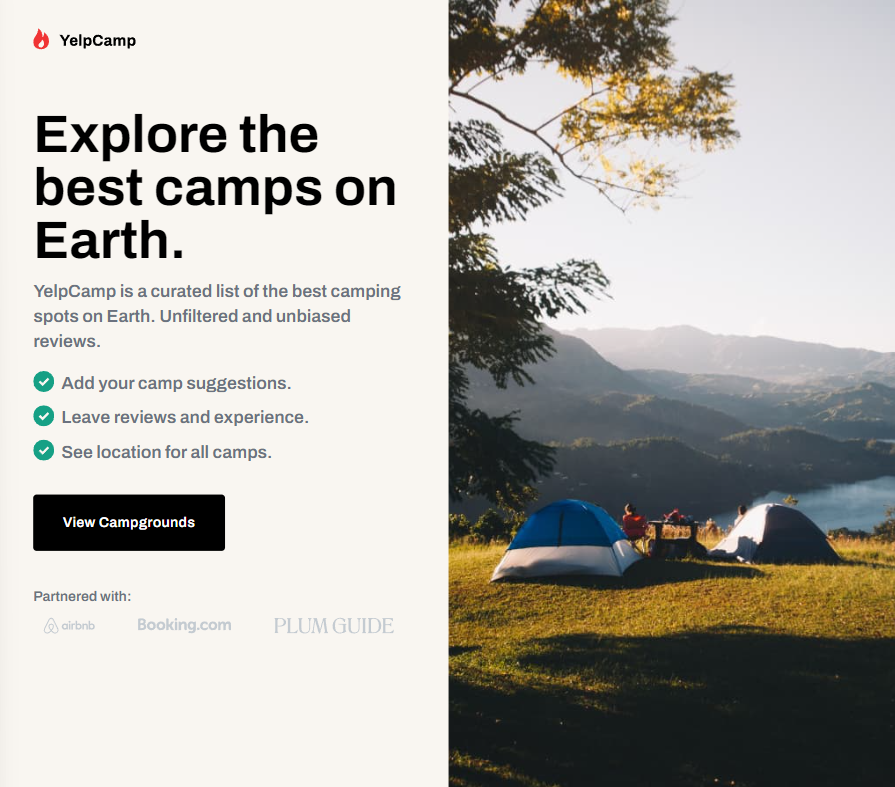 YelpCamp
Explore the
best camps on
Earth.
YelpCamp is a curated list of the best camping
spots on Earth. Unfiltered and unbiased
reviews.
Add your camp suggestions.
Leave reviews and experience.
See location for all camps.
View Campgrounds
Partnered with:
airbnb Booking.com PLUM GUIDE